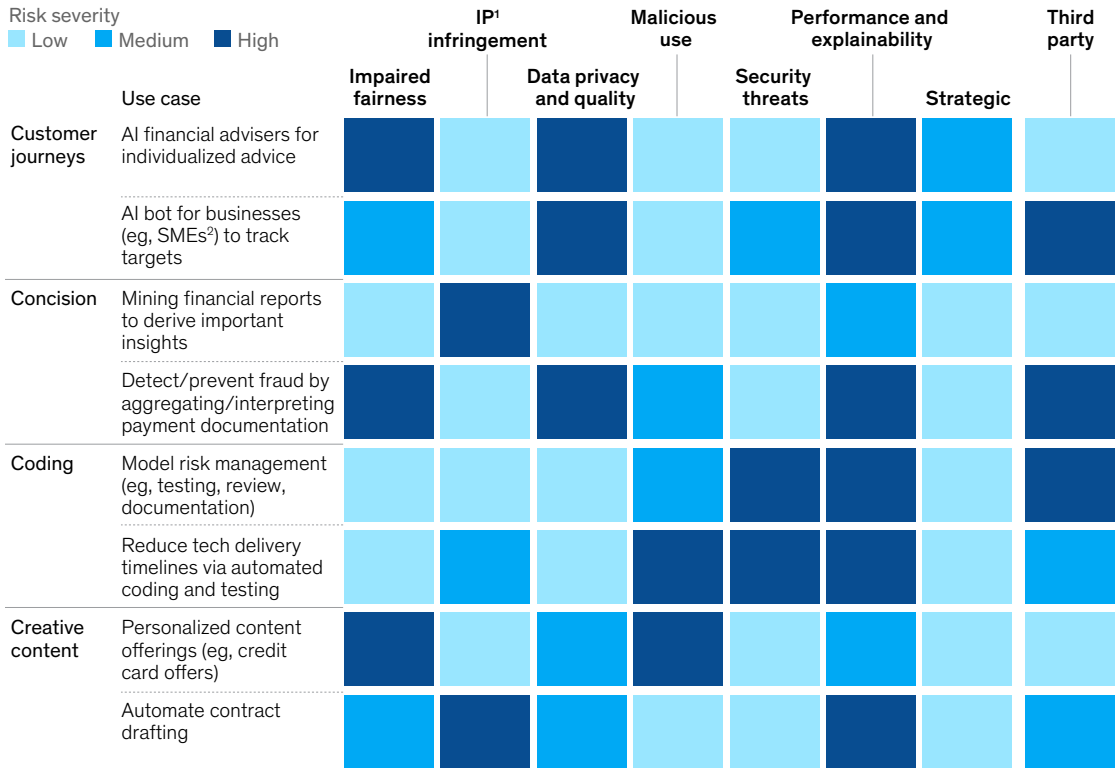 Risk severity
Low Medium High
IP¹
infringement
Malicious
use
Performance and
explainability
Third
party
Impaired
fairness
Data privacy
and quality
Security
threats
Strategic
Use case
Customer
journeys
AI financial advisers for
individualized advice
AI bot for businesses
(eg, SMEs²) to track
targets
Concision
Mining financial reports
to derive important
insights
Detect/prevent fraud by
aggregating/interpreting
payment documentation
Coding
Model risk management
(eg, testing, review,
documentation)
Reduce tech delivery
timelines via automated
coding and testing
Creative
content
Personalized content
offerings (eg, credit
card offers)
Automate contract
drafting